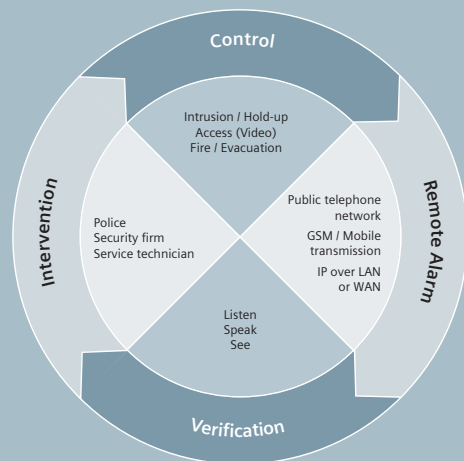 Control
Intrusion / Hold-up
Access (Video)
Fire / Evacuation
Intervention
Police
Security firm
Service technician
Public telephone
network
GSM / Mobile
transmission
IP over LAN
or WAN
Remote Alarm
Listen
Speak
See
Verification